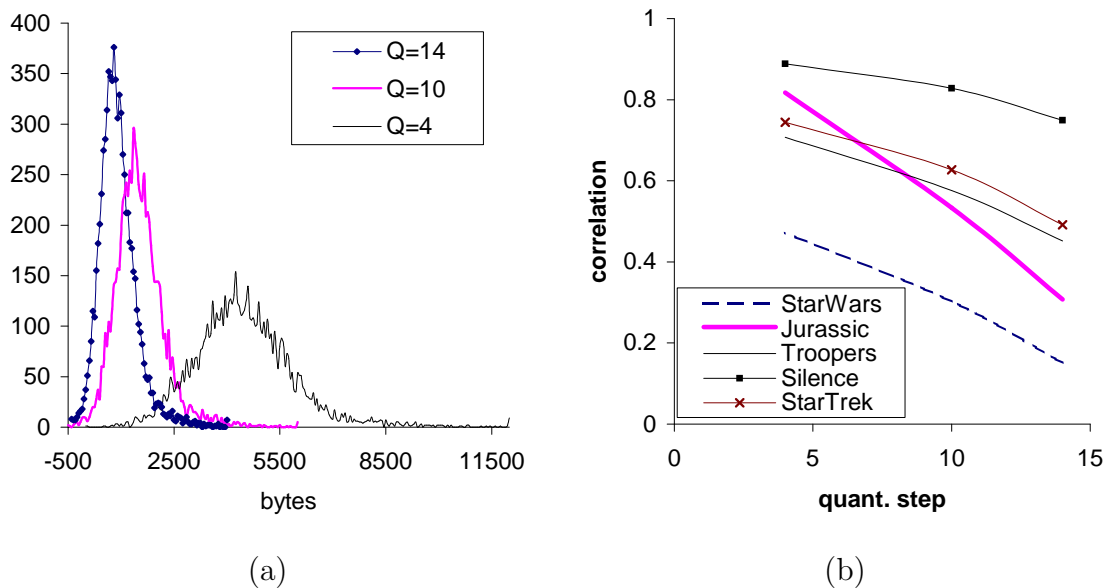 400
350
300
250
200
150
100
50
0
-500 2500 5500 8500 11500
bytes
Q=14
Q=10
Q=4
(a)
1
0.8
0.6
0.4
0.2
0
correlation
0 5 10 15
quant. step
StarWars
Jurassic
Troopers
Silence
StarTrek
(b)